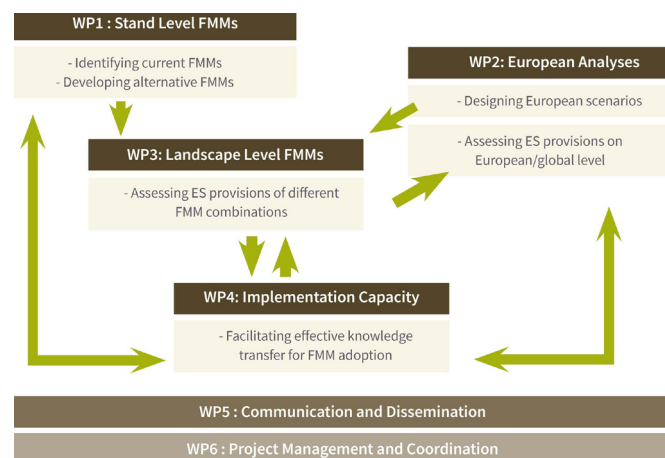 WP1 : Stand Level FMMs
- Identifying current FMMs
- Developing alternative FMMs
WP2: European Analyses
- Designing European scenarios
- Assessing ES provisions on
European/global level
WP3: Landscape Level FMMs
- Assessing ES provisions of different
FMM combinations
WP4: Implementation Capacity
- Facilitating effective knowledge
transfer for FMM adoption
WP5 : Communication and Dissemination
WP6 : Project Management and Coordination